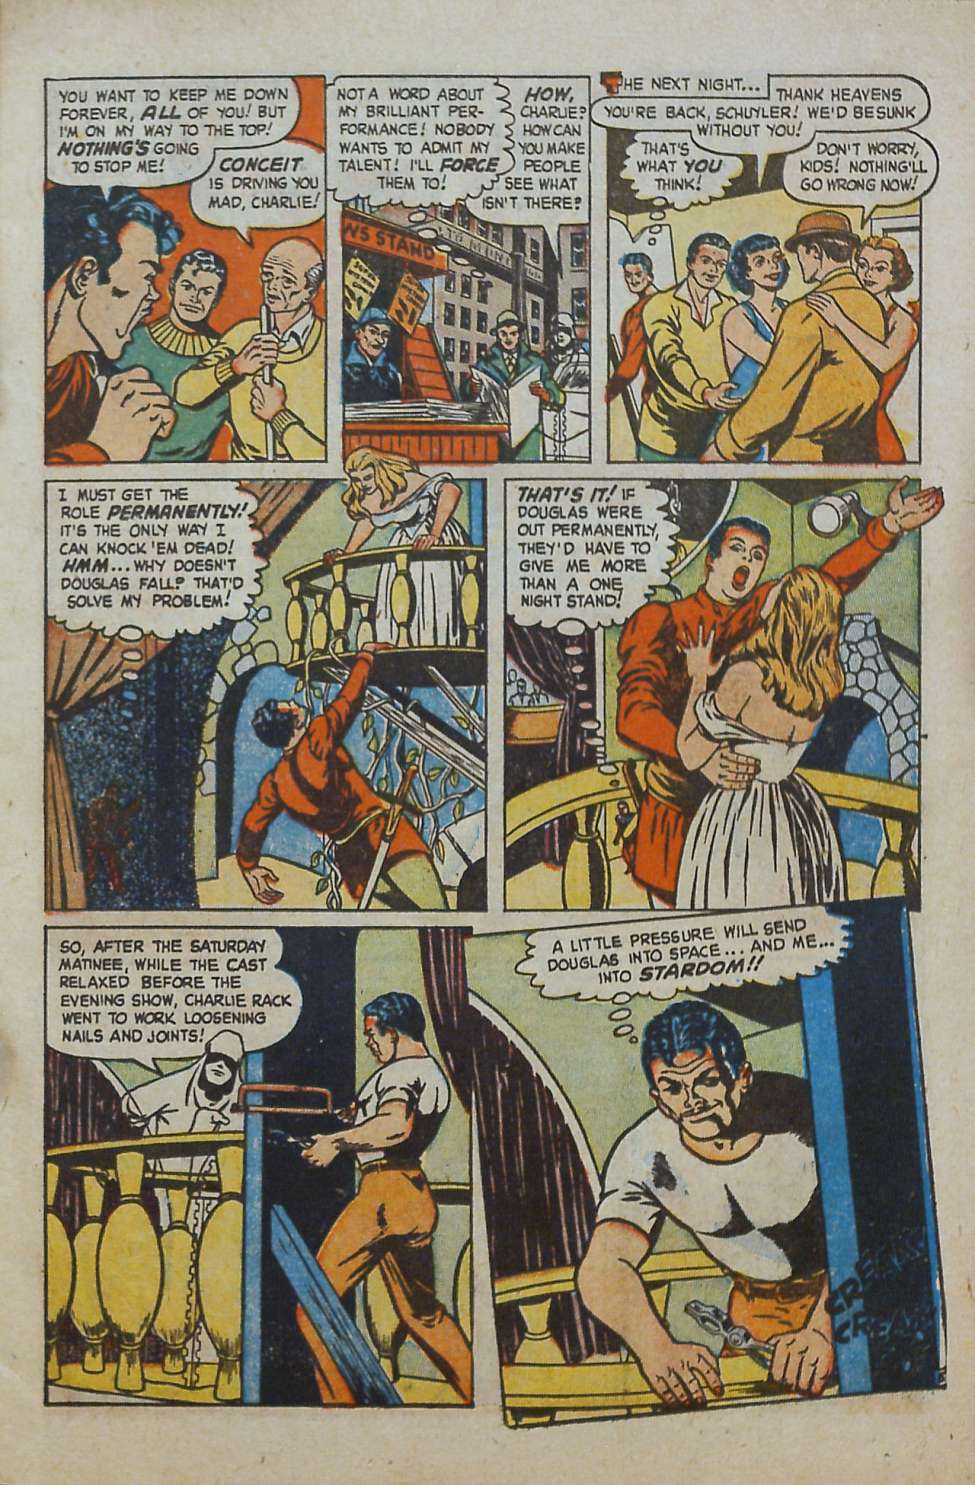 YOU WANT TO KEEP ME DOWN
FOREVER, ALL OF YOU! BUT
I'M ON MY WAY TO THE TOP!
NOTHING'S GOING
TO STOP ME!
CONCEIT
IS DRIVING YOU
MAD, CHARLIE!
NOT A WORD ABOUT
MY BRILLIANT PER-
FORMANCE! NOBODY
WANTS TO ADMIT MY
TALENT! I'LL FORCE
THEM TO!
HOW,
CHARLIE?
HOW CAN
YOU MAKE
PEOPLE
SEE WHAT
ISN'T THERE?
WS STAND
THE NEXT NIGHT...
YOU'RE BACK, SCHUYLER!
THANK HEAVENS
WE'D BE SUNK
WITHOUT YOU!
THAT'S
WHAT YOU
THINK!
DON'T WORRY,
KIDS! NOTHING'LL
GO WRONG NOW!
I MUST GET THE
ROLE PERMANENTLY!
IT'S THE ONLY WAY I
CAN KNOCK 'EM DEAD!
HMM... WHY DOESN'T
DOUGLAS FALL? THAT'D
SOLVE MY PROBLEM!
THAT'S IT! IF
DOUGLAS WERE
OUT PERMANENTLY,
THEY'D HAVE TO
GIVE ME MORE
THAN A ONE
NIGHT STAND!
SO, AFTER THE SATURDAY
MATINEE, WHILE THE CAST
RELAXED BEFORE THE
EVENING SHOW, CHARLIE RACK
WENT TO WORK LOOSENING
NAILS AND JOINTS!
A LITTLE PRESSURE WILL SEND
DOUGLAS INTO SPACE... AND ME...
INTO STARDOM!!